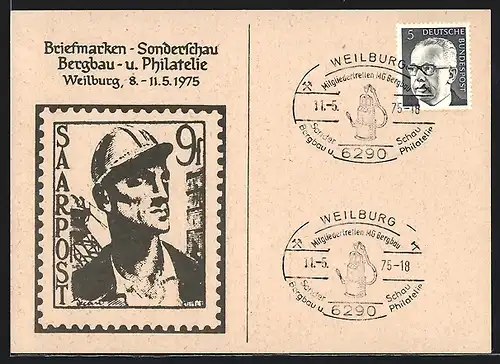 Briefmarken - Sonderschau
Bergbau - u. Philatelie
Weilburg, 8. - 11.5.1975
SAARPOST
9f
5 DEUTSCHE BUNDESPOST
WEILBURG
Mitgliedertreffen MG Bergbau
11.-5. 75-18
Sonder Schau
Bergbau u. Philatelie
6290
WEILBURG
Mitgliedertreffen MG Bergbau
11.-5. 75-18
Sonder Schau
Bergbau u. Philatelie
6290